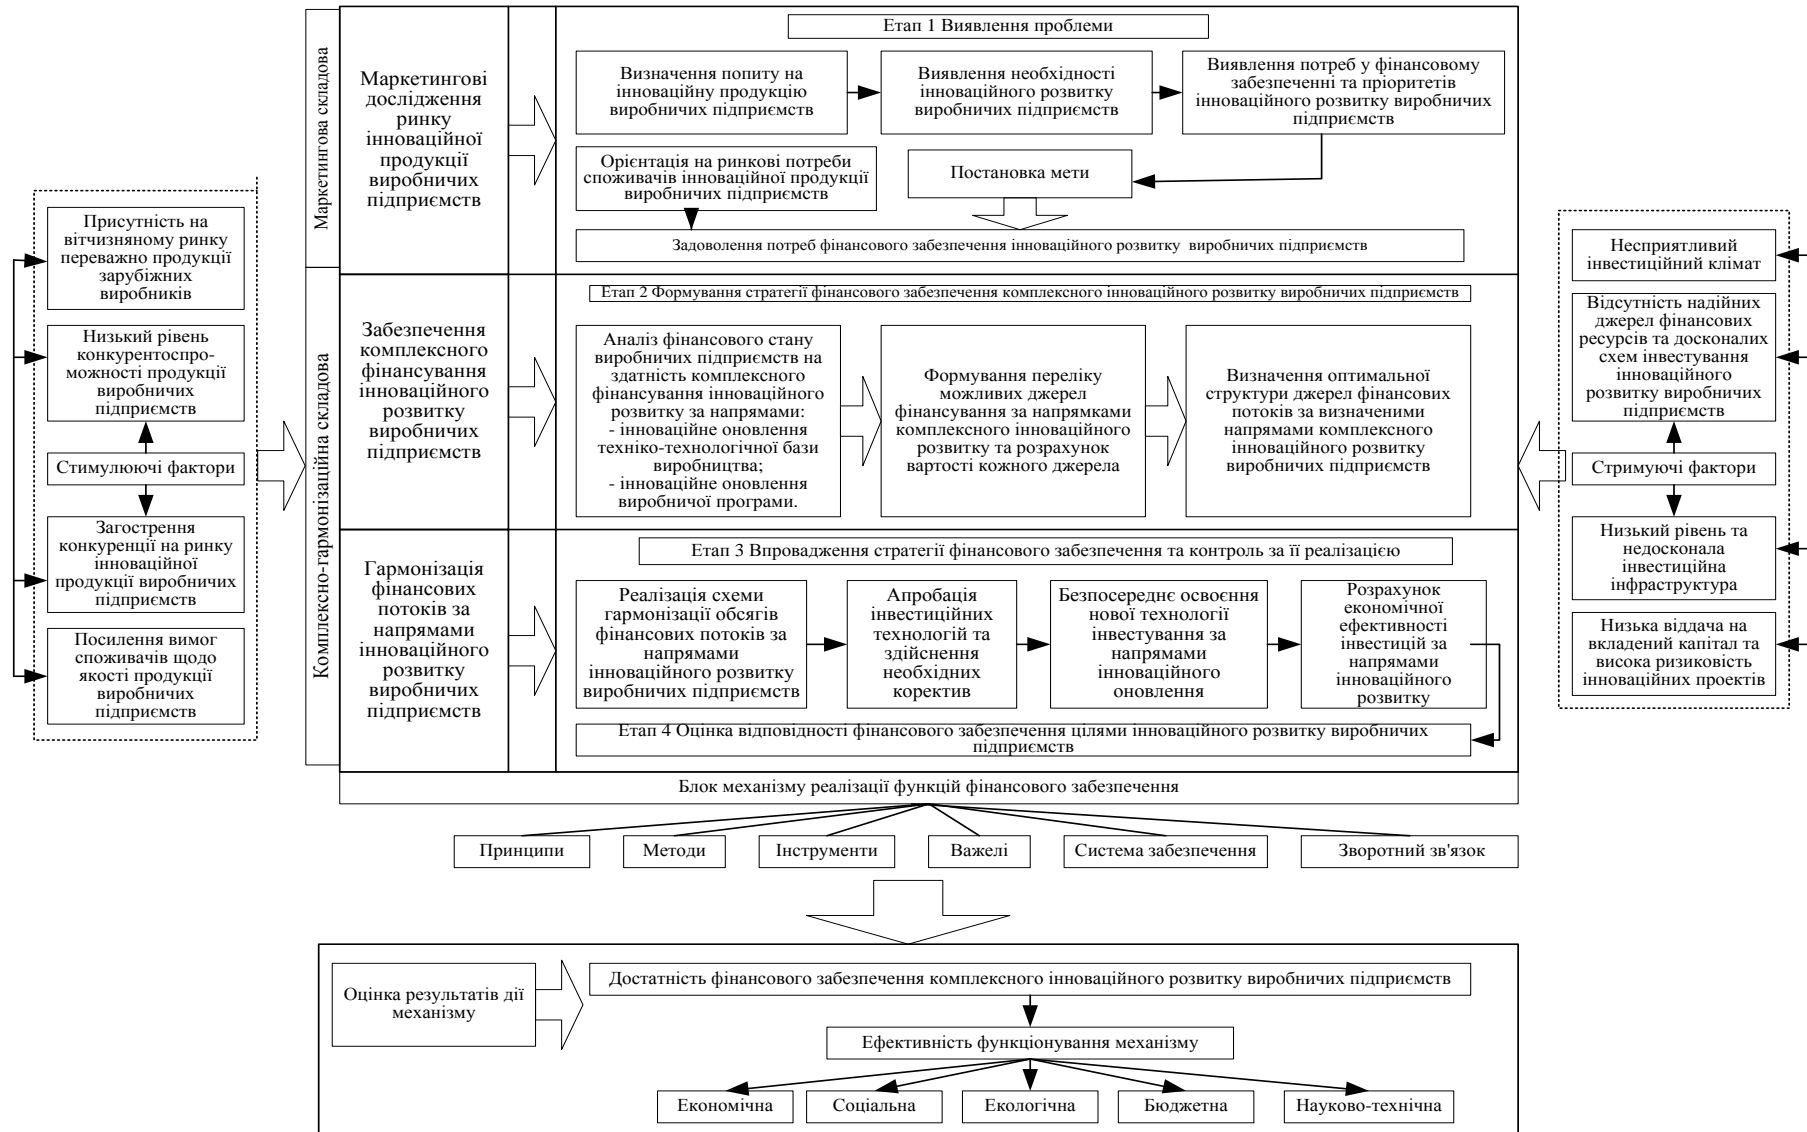 Маркетингова складова
Маркетингові
дослідження
ринку
інноваційної
продукції
виробничих
підприємств
Етап 1 Виявлення проблеми
Визначення попиту на
інноваційну продукцію
виробничих підприємств
Виявлення необхідності
інноваційного розвитку
виробничих підприємств
Виявлення потреб у фінансовому
забезпеченні та пріоритетів
інноваційного розвитку виробничих
підприємств
Орієнтація на ринкові потреби
споживачів інноваційної продукції
виробничих підприємств
Постановка мети
Задоволення потреб фінансового забезпечення інноваційного розвитку виробничих підприємств
Присутність на
вітчизняному ринку
переважно продукції
зарубіжних
виробників
Низький рівень
конкурентоспро-
можності продукції
виробничих
підприємств
Стимулюючі фактори
Загострення
конкуренції на ринку
інноваційної
продукції виробничих
підприємств
Посилення вимог
споживачів щодо
якості продукції
виробничих
підприємств
Комплексно-гармонізаційна складова
Забезпечення
комплексного
фінансування
інноваційного
розвитку
виробничих
підприємств
Етап 2 Формування стратегії фінансового забезпечення комплексного інноваційного розвитку виробничих підприємств
Аналіз фінансового стану
виробничих підприємств на
здатність комплексного
фінансування інноваційного
розвитку за напрямами:
- інноваційне оновлення
техніко-технологічної бази
виробництва;
- інноваційне оновлення
виробничої програми.
Формування переліку
можливих джерел
фінансування за напрямками
комплексного інноваційного
розвитку та розрахунок
вартості кожного джерела
Визначення оптимальної
структури джерел фінансових
потоків за визначеними
напрямами комплексного
інноваційного розвитку
виробничих підприємств
Гармонізація
фінансових
потоків за
напрямами
інноваційного
розвитку
виробничих
підприємств
Етап 3 Впровадження стратегії фінансового забезпечення та контроль за її реалізацією
Реалізація схеми
гармонізації обсягів
фінансових потоків за
напрямами
інноваційного розвитку
виробничих підприємств
Апробація
інвестиційних
технологій та
здійснення
необхідних
коректив
Безпосереднє освоєння
нової технології
інвестування за
напрямами
інноваційного
оновлення
Розрахунок
економічної
ефективності
інвестицій за
напрямами
інноваційного
розвитку
Етап 4 Оцінка відповідності фінансового забезпечення цілями інноваційного розвитку виробничих
підприємств
Несприятливий
інвестиційний клімат
Відсутність надійних
джерел фінансових
ресурсів та досконалих
схем інвестування
інноваційного
розвитку виробничих
підприємств
Стримуючі фактори
Низький рівень та
недосконала
інвестиційна
інфраструктура
Низька віддача на
вкладений капітал та
висока ризиковість
інноваційних проектів
Блок механізму реалізації функцій фінансового забезпечення
Принципи
Методи
Інструменти
Важелі
Система забезпечення
Зворотний зв'язок
Оцінка результатів дії
механізму
Достатність фінансового забезпечення комплексного інноваційного розвитку виробничих підприємств
Ефективність функціонування механізму
Економічна
Соціальна
Екологічна
Бюджетна
Науково-технічна